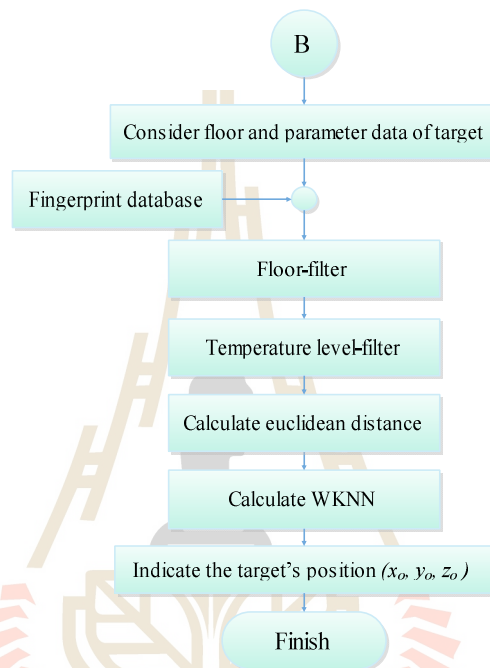 B
Consider floor and parameter data of target
Fingerprint database
Floor-filter
Temperature level-filter
Calculate euclidean distance
Calculate WKNN
Indicate the target's position (xₒ, yₒ, zₒ)
Finish